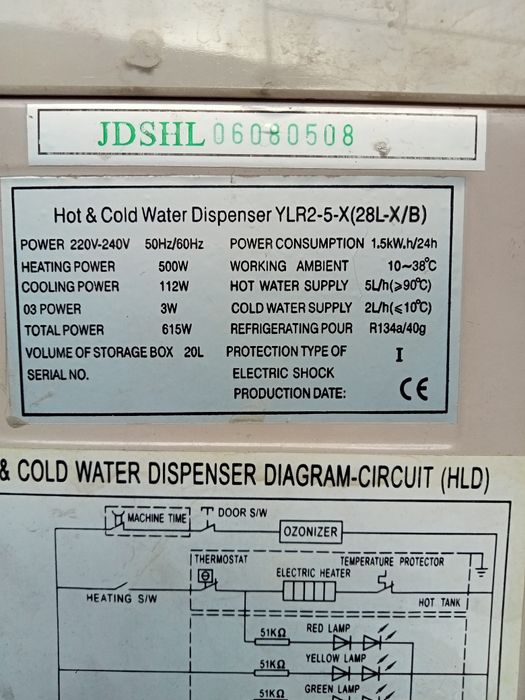 JDSHL 06080508
Hot & Cold Water Dispenser YLR2-5-X(28L-X/B)
POWER 220V-240V 50Hz/60Hz POWER CONSUMPTION 1.5kW.h/24h
HEATING POWER 500W WORKING AMBIENT 10~38℃
COOLING POWER 112W HOT WATER SUPPLY 5L/h(≥90℃)
03 POWER 3W COLD WATER SUPPLY 2L/h(≤10℃)
TOTAL POWER 615W REFRIGERATING POUR R134a/40g
VOLUME OF STORAGE BOX 20L PROTECTION TYPE OF I
SERIAL NO. ELECTRIC SHOCK
PRODUCTION DATE: CE
& COLD WATER DISPENSER DIAGRAM-CIRCUIT (HLD)
MACHINE TIME DOOR S/W
OZONIZER
THERMOSTAT TEMPERATURE PROTECTOR
ELECTRIC HEATER
HEATING S/W HOT TANK
RED LAMP
51KΩ
YELLOW LAMP
51KΩ
GREEN LAMP
51KΩ